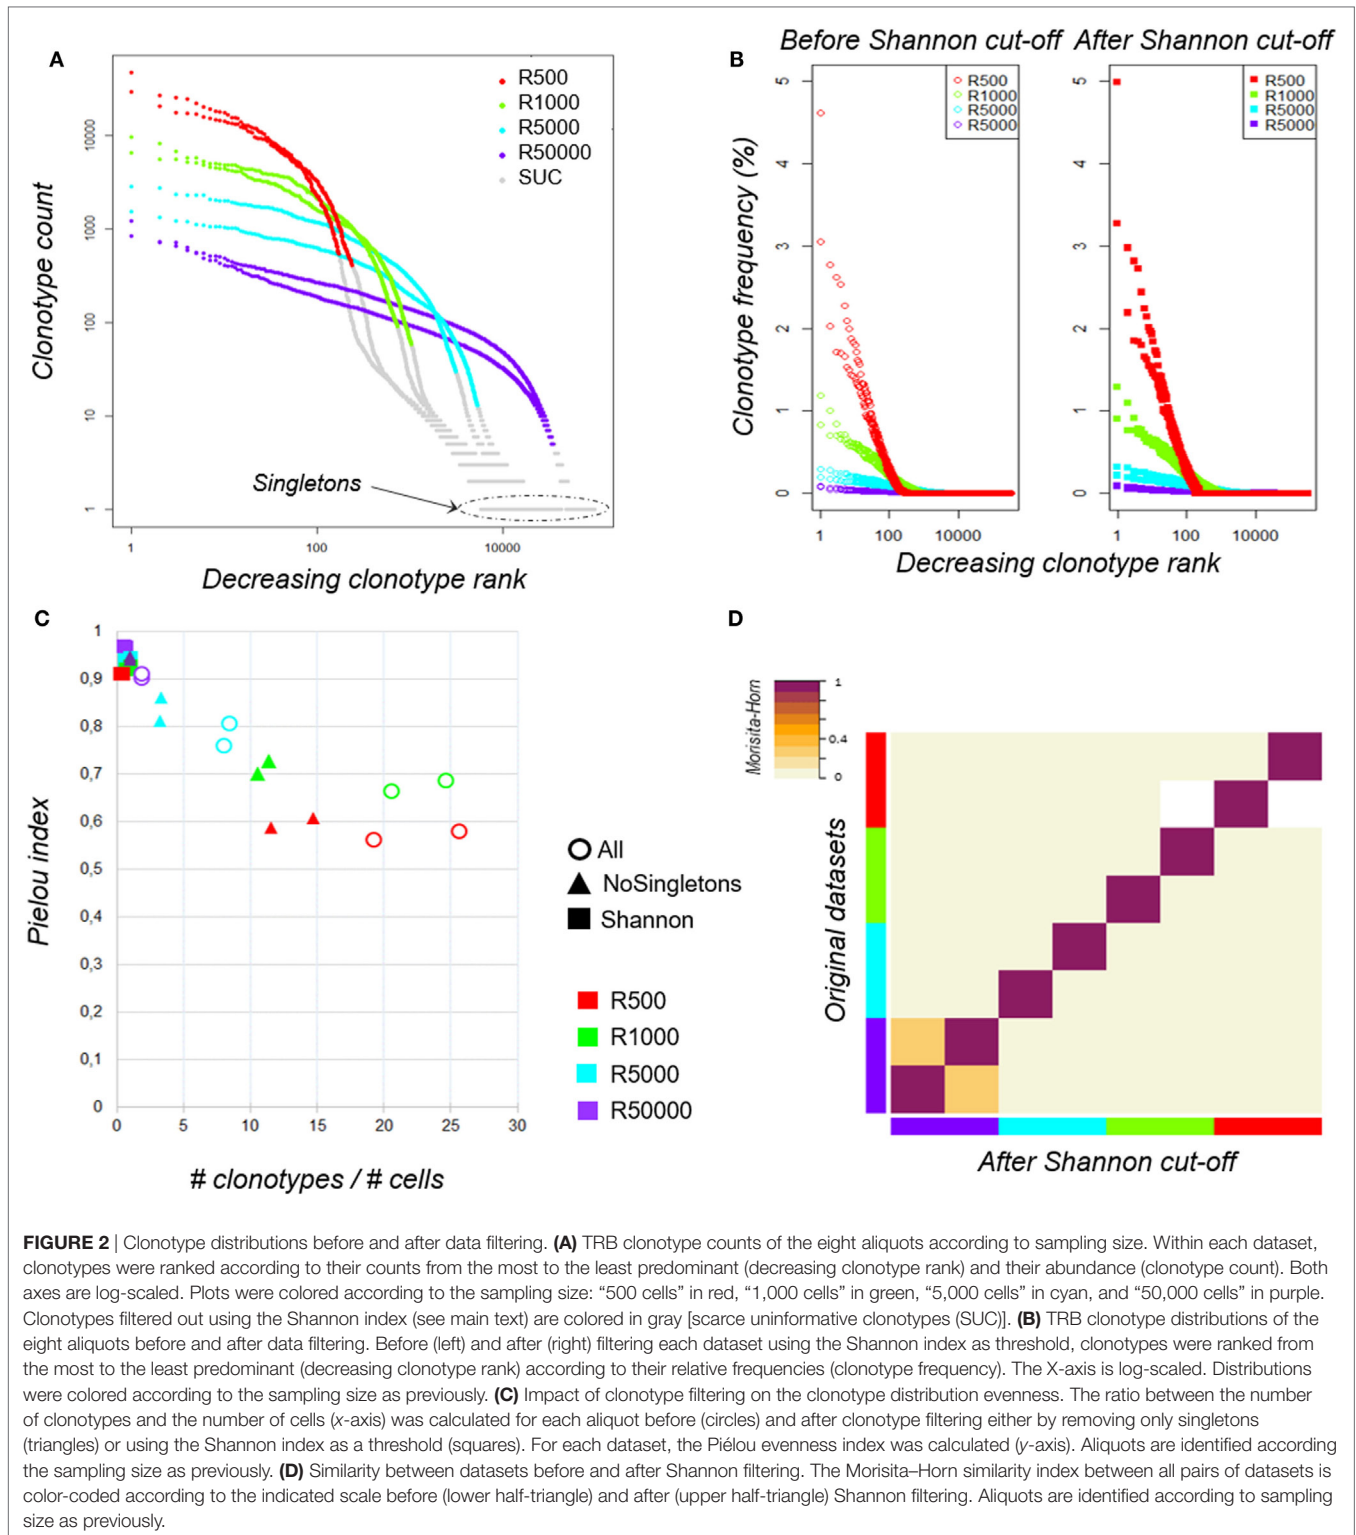 A
R500
R1000
R5000
R50000
SUC
10000
1000
100
10
1
Clonotype count
Singletons
1
100
10000
Decreasing clonotype rank
B
Before Shannon cut-off
After Shannon cut-off
R500
R1000
R5000
R5000
R500
R1000
R5000
R5000
5
4
3
2
1
0
5
4
3
2
1
0
Clonotype frequency (%)
1
100
10000
1
100
10000
Decreasing clonotype rank
C
1
0,9
0,8
0,7
0,6
0,5
0,4
0,3
0,2
0,1
0
Pielou index
0
5
10
15
20
25
30
# clonotypes / # cells
All
NoSingletons
Shannon
R500
R1000
R5000
R50000
D
Morisita-Horn
1
0.4
0
Original datasets
After Shannon cut-off
FIGURE 2 | Clonotype distributions before and after data filtering. (A) TRB clonotype counts of the eight aliquots according to sampling size. Within each dataset,
clonotypes were ranked according to their counts from the most to the least predominant (decreasing clonotype rank) and their abundance (clonotype count). Both
axes are log-scaled. Plots were colored according to the sampling size: “500 cells” in red, “1,000 cells” in green, “5,000 cells” in cyan, and “50,000 cells” in purple.
Clonotypes filtered out using the Shannon index (see main text) are colored in gray [scarce uninformative clonotypes (SUC)]. (B) TRB clonotype distributions of the
eight aliquots before and after data filtering. Before (left) and after (right) filtering each dataset using the Shannon index as threshold, clonotypes were ranked from
the most to the least predominant (decreasing clonotype rank) according to their relative frequencies (clonotype frequency). The X-axis is log-scaled. Distributions
were colored according to the sampling size as previously. (C) Impact of clonotype filtering on the clonotype distribution evenness. The ratio between the number
of clonotypes and the number of cells (x-axis) was calculated for each aliquot before (circles) and after clonotype filtering either by removing only singletons
(triangles) or using the Shannon index as a threshold (squares). For each dataset, the Piélou evenness index was calculated (y-axis). Aliquots are identified according
the sampling size as previously. (D) Similarity between datasets before and after Shannon filtering. The Morisita–Horn similarity index between all pairs of datasets is
color-coded according to the indicated scale before (lower half-triangle) and after (upper half-triangle) Shannon filtering. Aliquots are identified according to sampling
size as previously.